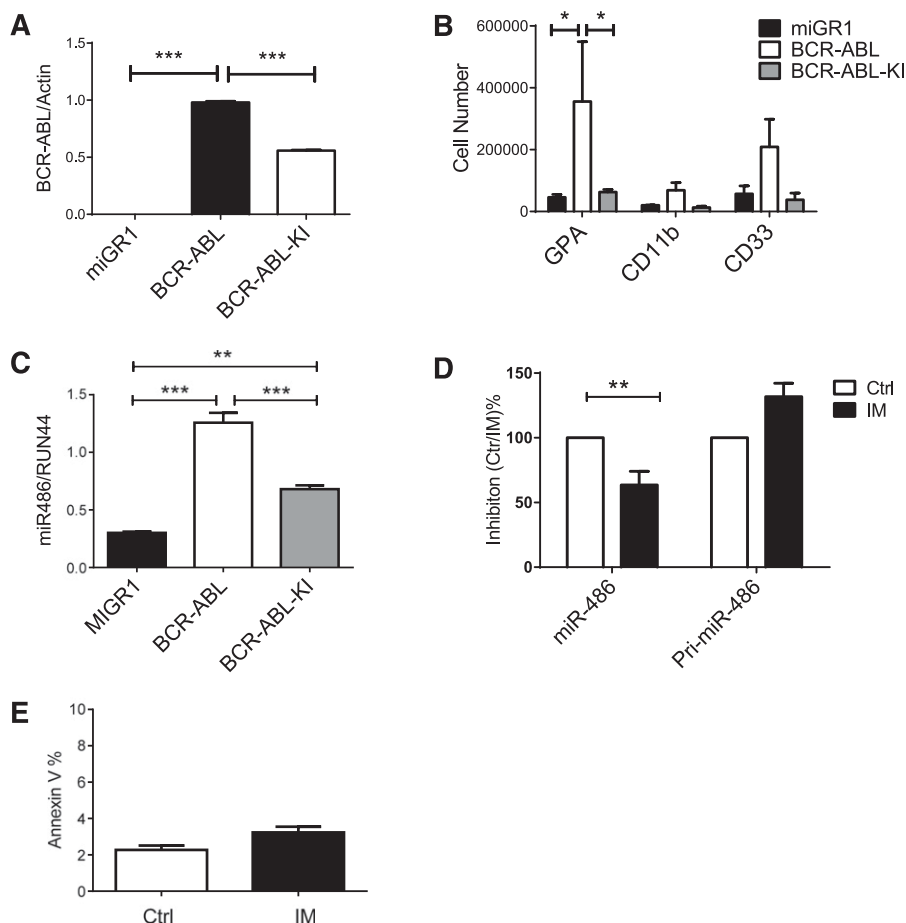 A
1.5
1.0
0.5
0.0
BCR-ABL/Actin
***
***
miGR1
BCR-ABL
BCR-ABL-KI
B
600000
400000
200000
0
Cell Number
*
*
miGR1
BCR-ABL
BCR-ABL-KI
GPA
CD11b
CD33
C
1.5
1.0
0.5
0.0
miR486/RUN44
**
***
***
MIGR1
BCR-ABL
BCR-ABL-KI
D
150
100
50
0
Inhibiton (Ctr/IM)%
**
Ctrl
IM
miR-486
Pri-miR-486
E
10
8
6
4
2
0
Annexin V %
Ctrl
IM